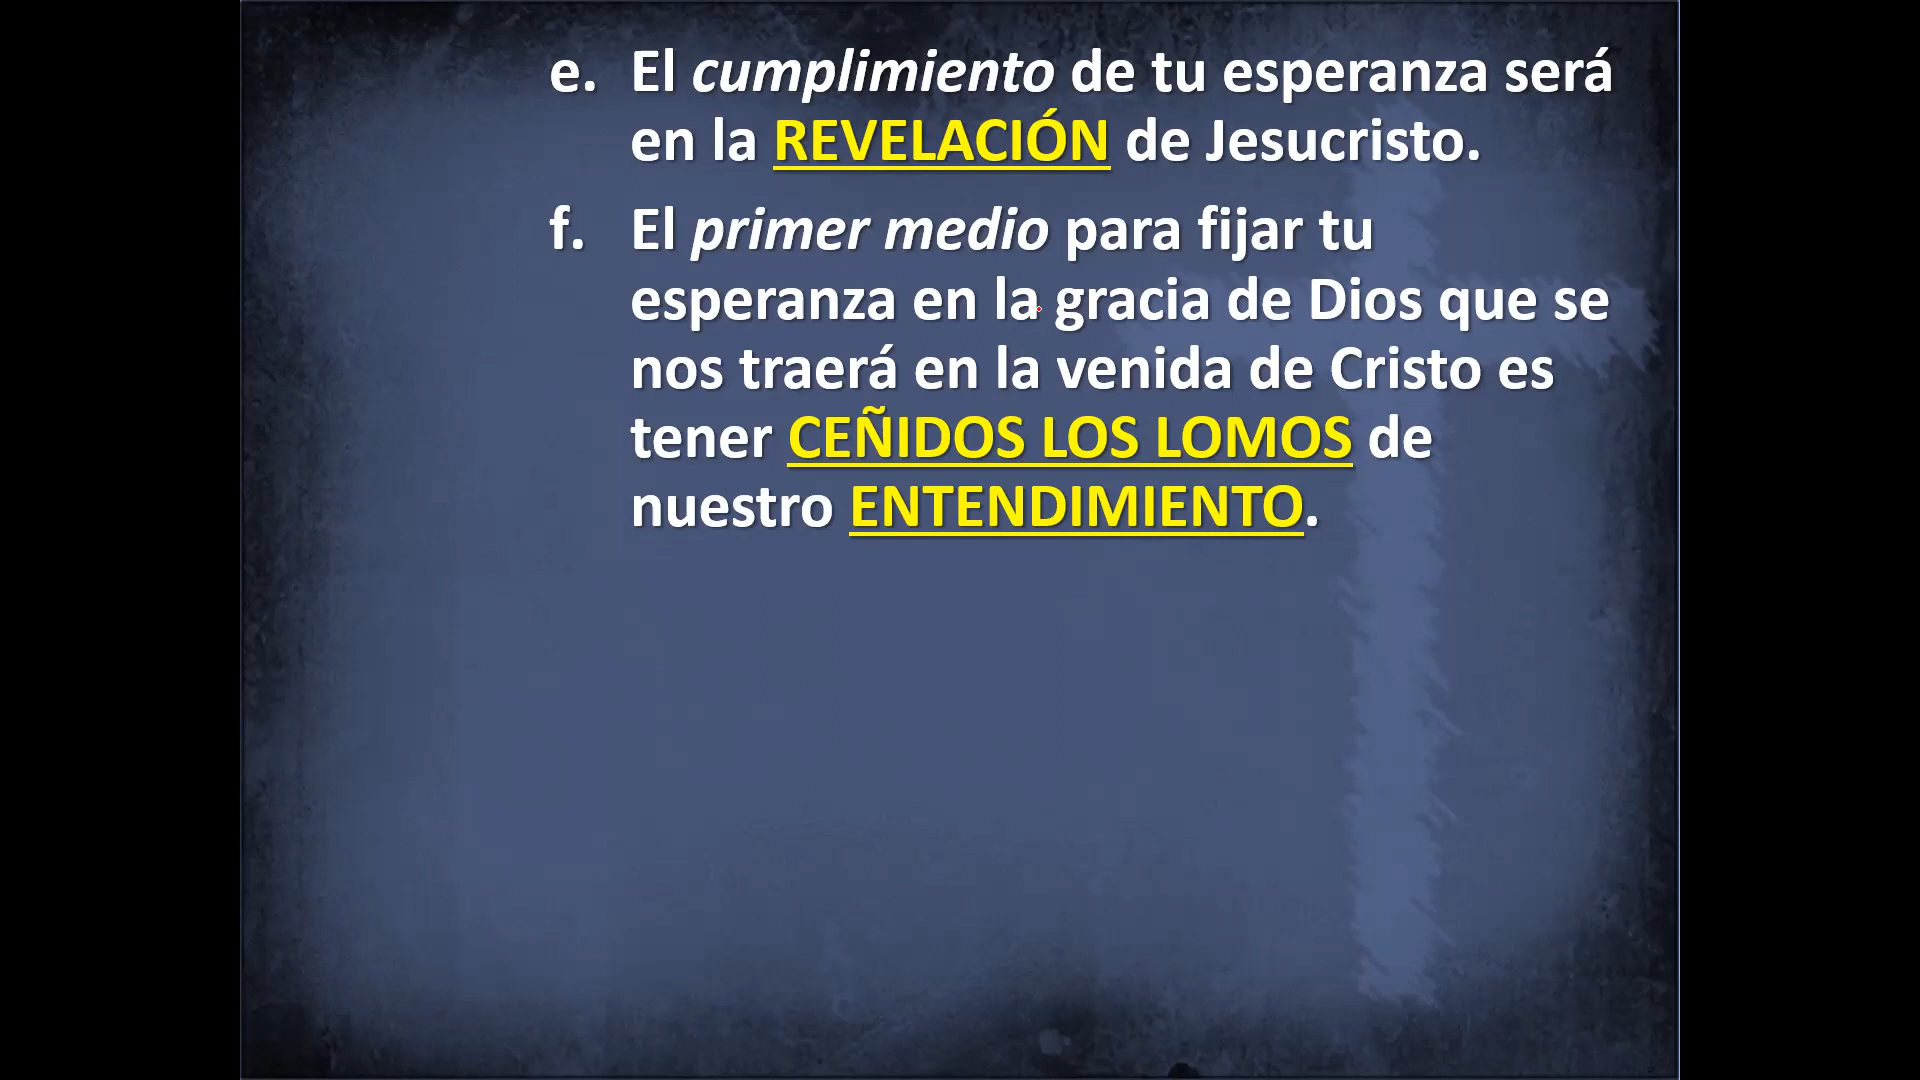 e. El cumplimiento de tu esperanza será
en la REVELACIÓN de Jesucristo.
f. El primer medio para fijar tu
esperanza en la gracia de Dios que se
nos traerá en la venida de Cristo es
tener CEÑIDOS LOS LOMOS de
nuestro ENTENDIMIENTO.